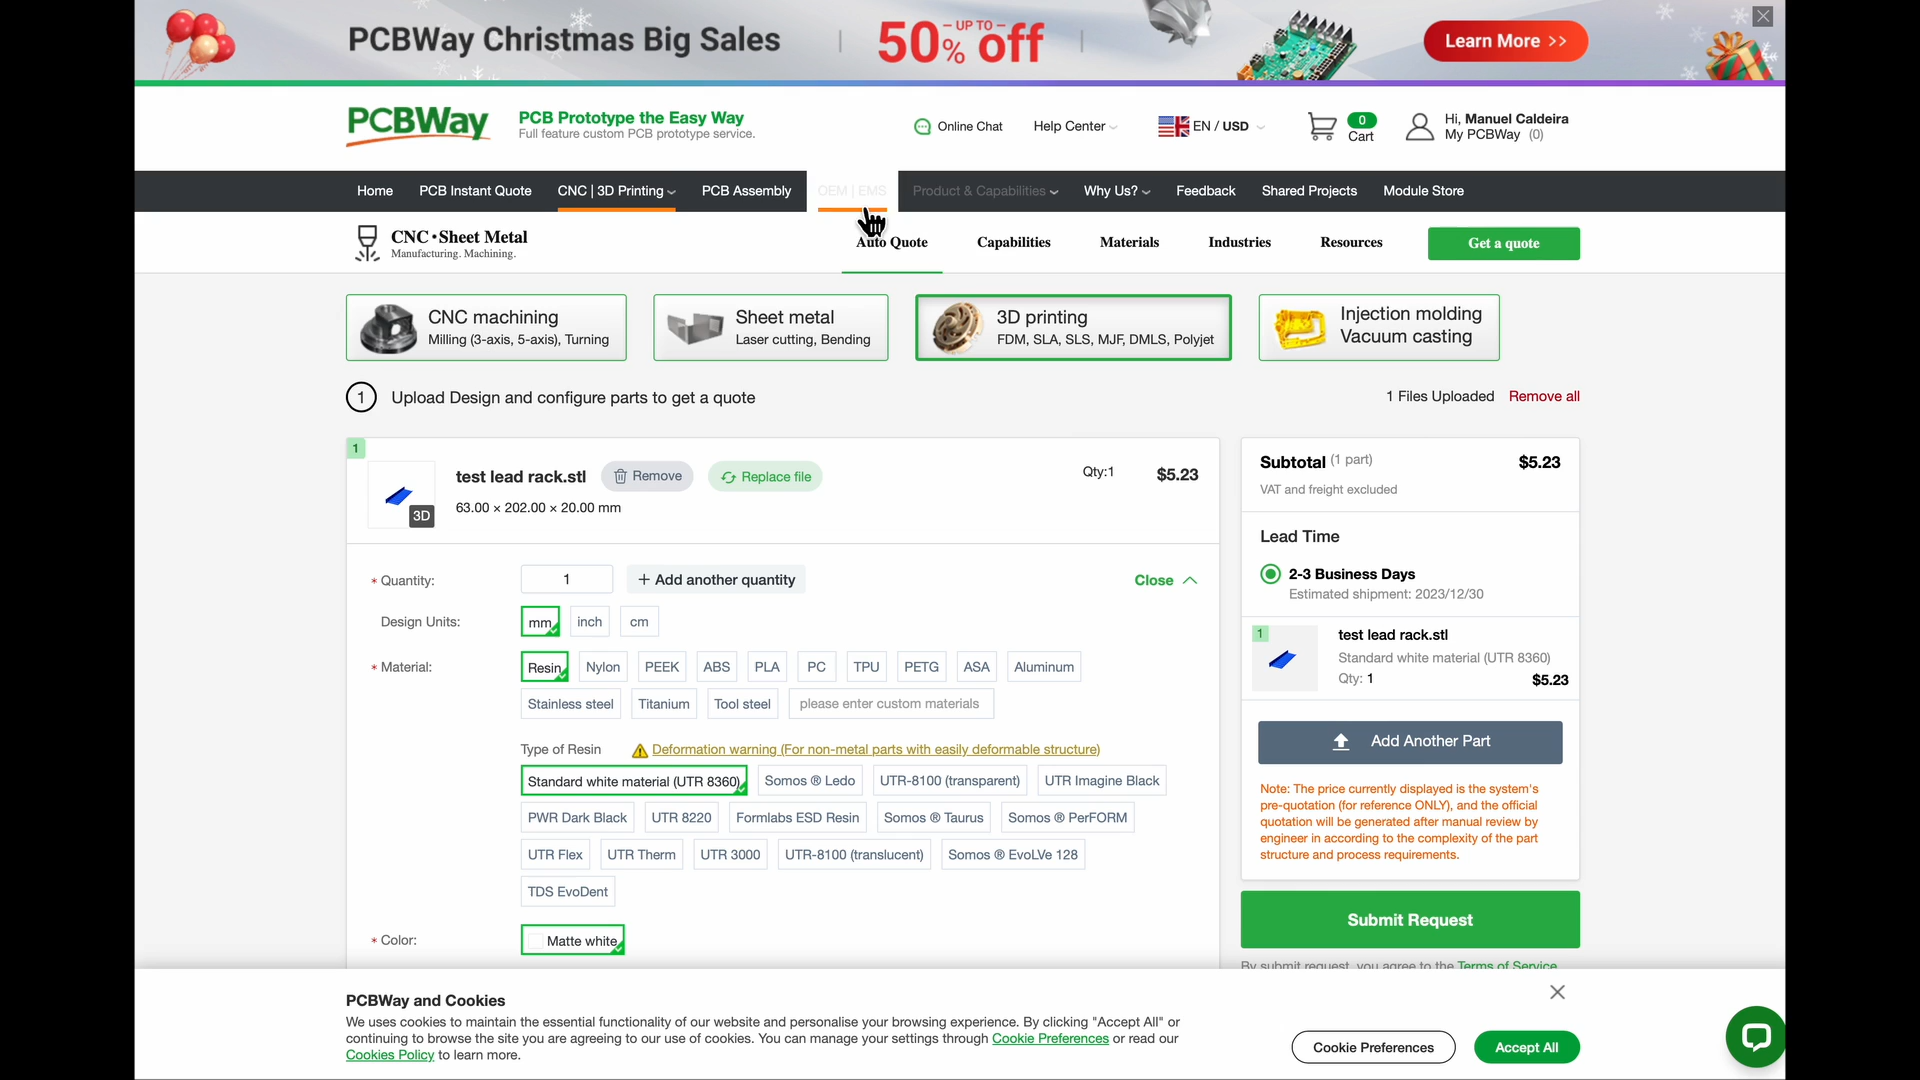 PCBWay Christmas Big Sales
UP TO
50% off
Learn More >>
PCBWay
PCB Prototype the Easy Way
Full feature custom PCB prototype service.
Online Chat
Help Center
EN / USD
0
Cart
Hi, Manuel Caldeira
My PCBWay (0)
Home
PCB Instant Quote
CNC | 3D Printing
PCB Assembly
OEM | EMS
Product & Capabilities
Why Us?
Feedback
Shared Projects
Module Store
CNC • Sheet Metal
Manufacturing. Machining.
Auto Quote
Capabilities
Materials
Industries
Resources
Get a quote
CNC machining
Milling (3-axis, 5-axis), Turning
Sheet metal
Laser cutting, Bending
3D printing
FDM, SLA, SLS, MJF, DMLS, Polyjet
Injection molding
Vacuum casting
1 Upload Design and configure parts to get a quote
1 Files Uploaded Remove all
1
3D
test lead rack.stl
Remove
Replace file
63.00 × 202.00 × 20.00 mm
Qty:1
$5.23
* Quantity: 1 + Add another quantity
Close
Design Units: mm inch cm
* Material: Resin Nylon PEEK ABS PLA PC TPU PETG ASA Aluminum
Stainless steel Titanium Tool steel please enter custom materials
Type of Resin Deformation warning (For non-metal parts with easily deformable structure)
Standard white material (UTR 8360) Somos ® Ledo UTR-8100 (transparent) UTR Imagine Black
PWR Dark Black UTR 8220 Formlabs ESD Resin Somos ® Taurus Somos ® PerFORM
UTR Flex UTR Therm UTR 3000 UTR-8100 (translucent) Somos ® EvoLVe 128
TDS EvoDent
* Color: Matte white
Subtotal (1 part) $5.23
VAT and freight excluded
Lead Time
2-3 Business Days
Estimated shipment: 2023/12/30
1
test lead rack.stl
Standard white material (UTR 8360)
Qty: 1 $5.23
Add Another Part
Note: The price currently displayed is the system's
pre-quotation (for reference ONLY), and the official
quotation will be generated after manual review by
engineer in according to the complexity of the part
structure and process requirements.
Submit Request
By submit request, you agree to the Terms of Service
PCBWay and Cookies
We uses cookies to maintain the essential functionality of our website and personalise your browsing experience. By clicking "Accept All" or
continuing to browse the site you are agreeing to our use of cookies. You can manage your settings through Cookie Preferences or read our
Cookies Policy to learn more.
Cookie Preferences
Accept All